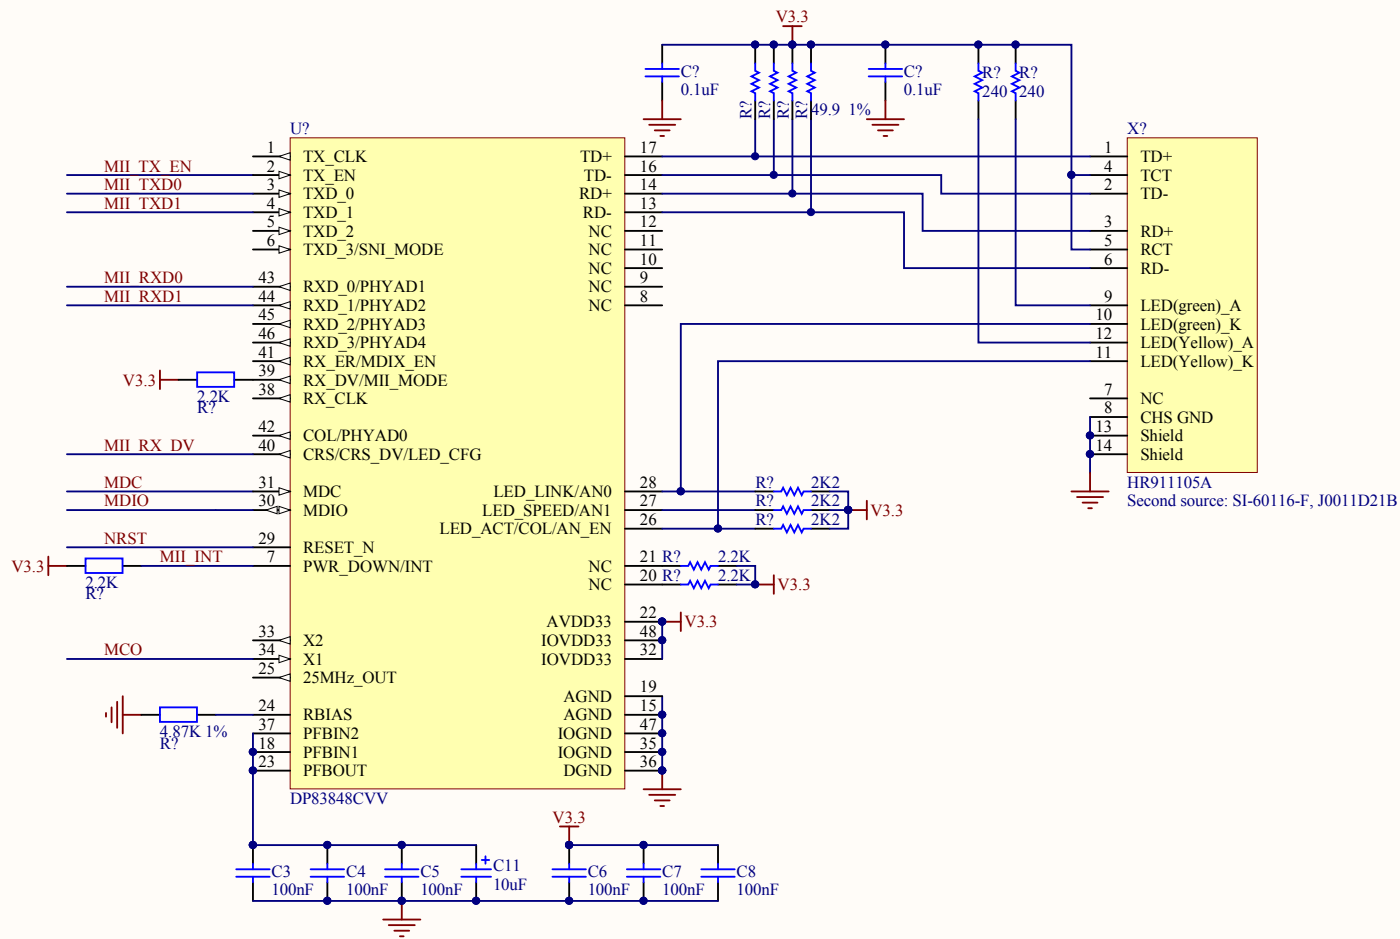 V3.3
C?
0.1uF
R?
R?
R?
R?
49.9 1%
C?
0.1uF
R?
240
R?
240
U?
1 TX_CLK
MII_TX_EN 2 TX_EN
MII_TXD0 3 TXD_0
MII_TXD1 4 TXD_1
5 TXD_2
6 TXD_3/SNI_MODE
MII_RXD0 43 RXD_0/PHYAD1
MII_RXD1 44 RXD_1/PHYAD2
45 RXD_2/PHYAD3
46 RXD_3/PHYAD4
41 RX_ER/MDIX_EN
V3.3 2.2K R? 39 RX_DV/MII_MODE
38 RX_CLK
42 COL/PHYAD0
MII_RX_DV 40 CRS/CRS_DV/LED_CFG
MDC 31 MDC
MDIO 30 MDIO
NRST 29 RESET_N
V3.3 2.2K R? MII_INT 7 PWR_DOWN/INT
33 X2
MCO 34 X1
25 25MHz_OUT
4.87K 1% R? 24 RBIAS
37 PFBIN2
18 PFBIN1
23 PFBOUT
DP83848CVV
TD+ 17
TD- 16
RD+ 14
RD- 13
NC 12
NC 11
NC 10
NC 9
NC 8
LED_LINK/AN0 28 R? 2K2
LED_SPEED/AN1 27 R? 2K2 V3.3
LED_ACT/COL/AN_EN 26 R? 2K2
NC 21 R? 2.2K
NC 20 R? 2.2K V3.3
AVDD33 22 V3.3
IOVDD33 48
IOVDD33 32
AGND 19
AGND 15
IOGND 47
IOGND 35
DGND 36
X?
1 TD+
4 TCT
2 TD-
3 RD+
5 RCT
6 RD-
9 LED(green)_A
10 LED(green)_K
12 LED(Yellow)_A
11 LED(Yellow)_K
7 NC
8 CHS GND
13 Shield
14 Shield
HR911105A
Second source: SI-60116-F, J0011D21B
C3
100nF
C4
100nF
C5
100nF
+
C11
10uF
V3.3
C6
100nF
C7
100nF
C8
100nF